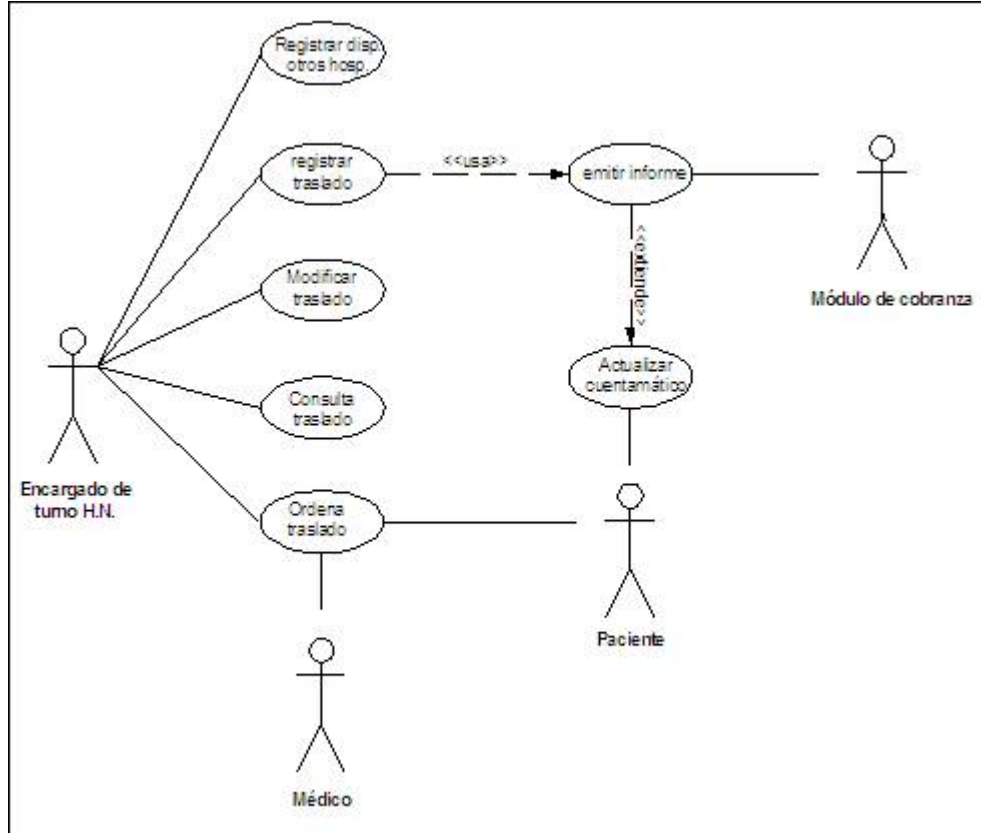 Registrar disp.
otros hosp.
registrar
traslado
<<usa>>
emitir informe
<<extiende>>
Módulo de cobranza
Modificar
traslado
Actualizar
cuentamático
Consulta
traslado
Encargado de
turno H.N.
Ordena
traslado
Paciente
Médico